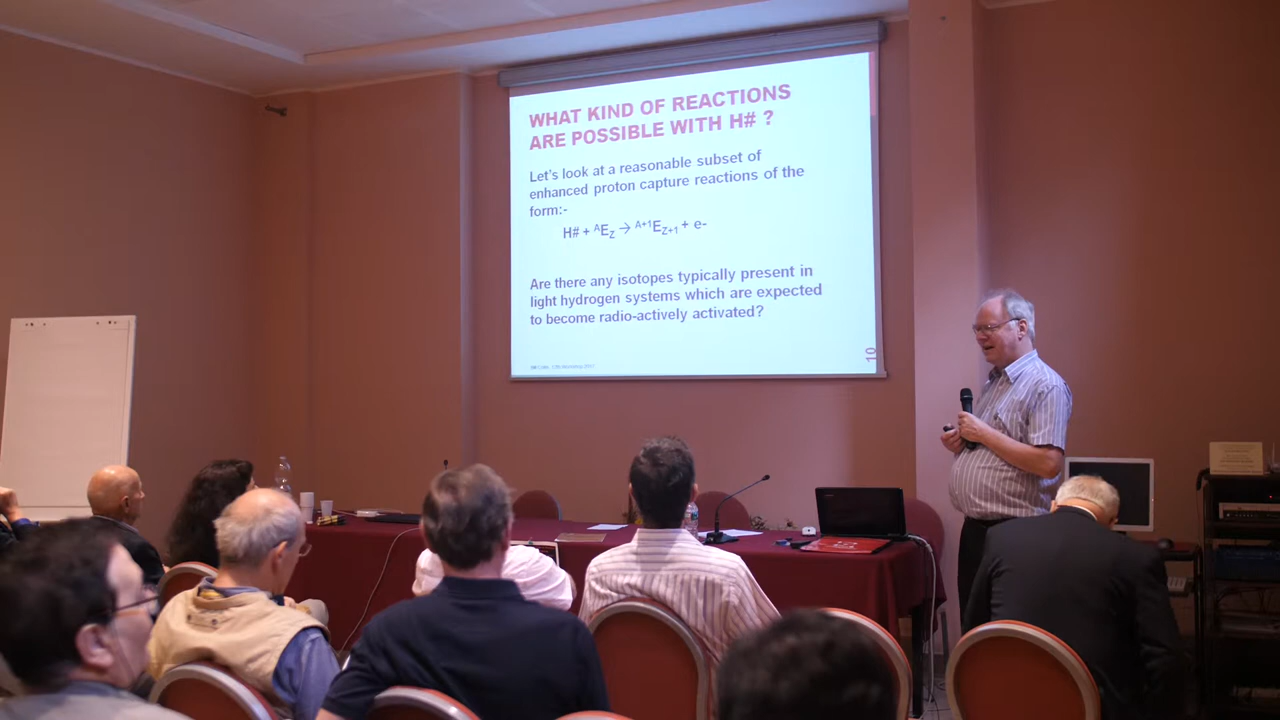 WHAT KIND OF REACTIONS
ARE POSSIBLE WITH H# ?
Let's look at a reasonable subset of
enhanced proton capture reactions of the
form:-
H# + ᴬE_Z → ᴬ⁺¹E_Z+1 + e-
Are there any isotopes typically present in
light hydrogen systems which are expected
to become radio-actively activated?
10